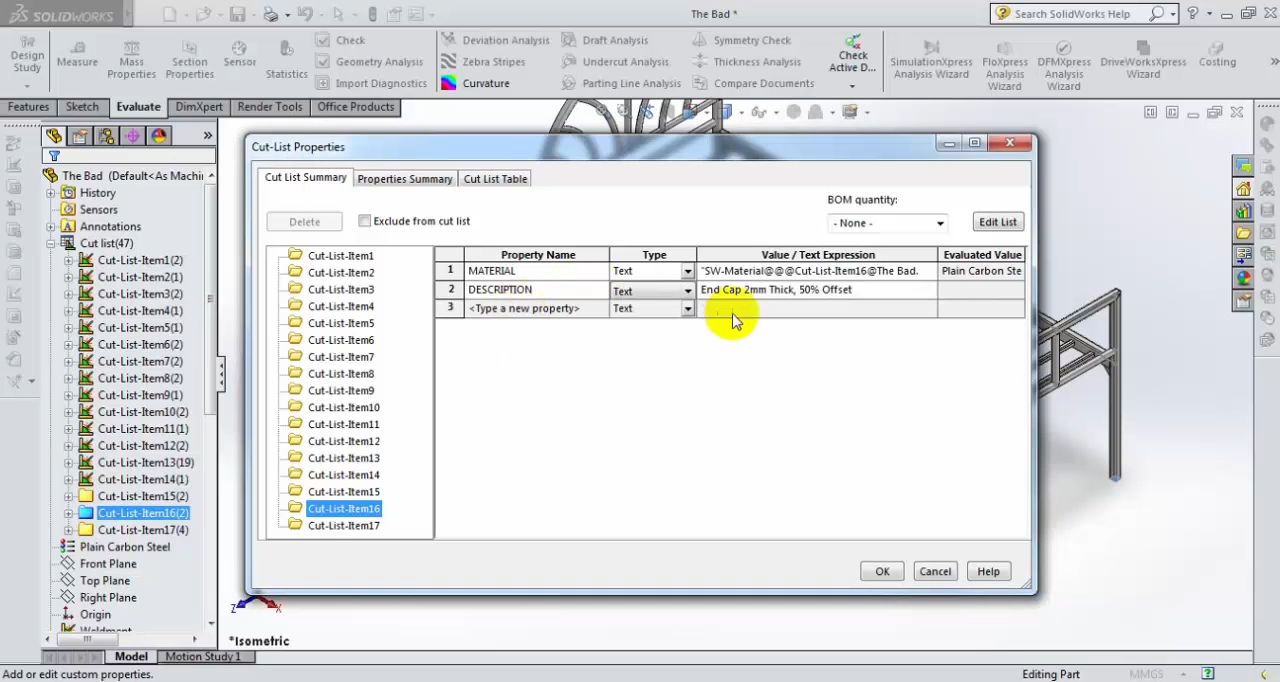 SOLIDWORKS
The Bad *
Search SolidWorks Help
Design Study
Measure
Mass Properties
Section Properties
Sensor
Statistics
Check
Geometry Analysis
Import Diagnostics
Deviation Analysis
Zebra Stripes
Curvature
Draft Analysis
Undercut Analysis
Parting Line Analysis
Symmetry Check
Thickness Analysis
Compare Documents
Check Active D...
SimulationXpress Analysis Wizard
FloXpress Analysis Wizard
DFMXpress Analysis Wizard
DriveWorksXpress Wizard
Costing
Features
Sketch
Evaluate
DimXpert
Render Tools
Office Products
The Bad (Default<As Machi
History
Sensors
Annotations
Cut list(47)
Cut-List-Item1(2)
Cut-List-Item2(1)
Cut-List-Item3(1)
Cut-List-Item4(1)
Cut-List-Item5(1)
Cut-List-Item6(2)
Cut-List-Item7(2)
Cut-List-Item8(2)
Cut-List-Item9(1)
Cut-List-Item10(2)
Cut-List-Item11(1)
Cut-List-Item12(2)
Cut-List-Item13(19)
Cut-List-Item14(1)
Cut-List-Item15(2)
Cut-List-Item16(2)
Cut-List-Item17(4)
Plain Carbon Steel
Front Plane
Top Plane
Right Plane
Origin
Weldment
Cut-List Properties
Cut List Summary
Properties Summary
Cut List Table
BOM quantity:
Delete
Exclude from cut list
- None -
Edit List
Cut-List-Item1
Cut-List-Item2
Cut-List-Item3
Cut-List-Item4
Cut-List-Item5
Cut-List-Item6
Cut-List-Item7
Cut-List-Item8
Cut-List-Item9
Cut-List-Item10
Cut-List-Item11
Cut-List-Item12
Cut-List-Item13
Cut-List-Item14
Cut-List-Item15
Cut-List-Item16
Cut-List-Item17
Property Name Type Value / Text Expression Evaluated Value
1 MATERIAL Text "SW-Material@@@Cut-List-Item16@The Bad. Plain Carbon Ste
2 DESCRIPTION Text End Cap 2mm Thick, 50% Offset
3 <Type a new property> Text
OK
Cancel
Help
Z X
*Isometric
Model
Motion Study 1
Add or edit custom properties.
Editing Part
MMGS